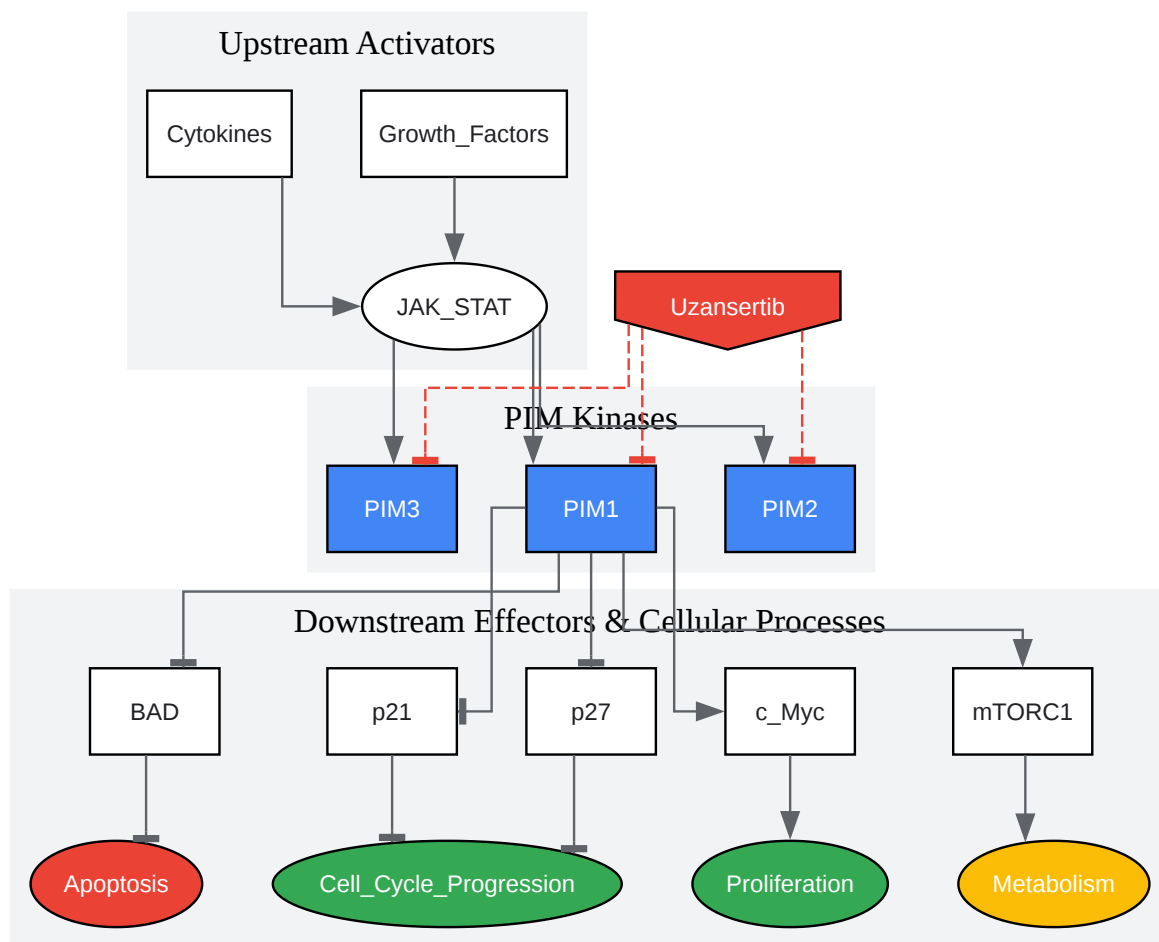 Upstream Activators
Cytokines
Growth_Factors
JAK_STAT
Uzansertib
PIM Kinases
PIM3
PIM1
PIM2
Downstream Effectors & Cellular Processes
BAD
p21
p27
c_Myc
mTORC1
Apoptosis
Cell_Cycle_Progression
Proliferation
Metabolism